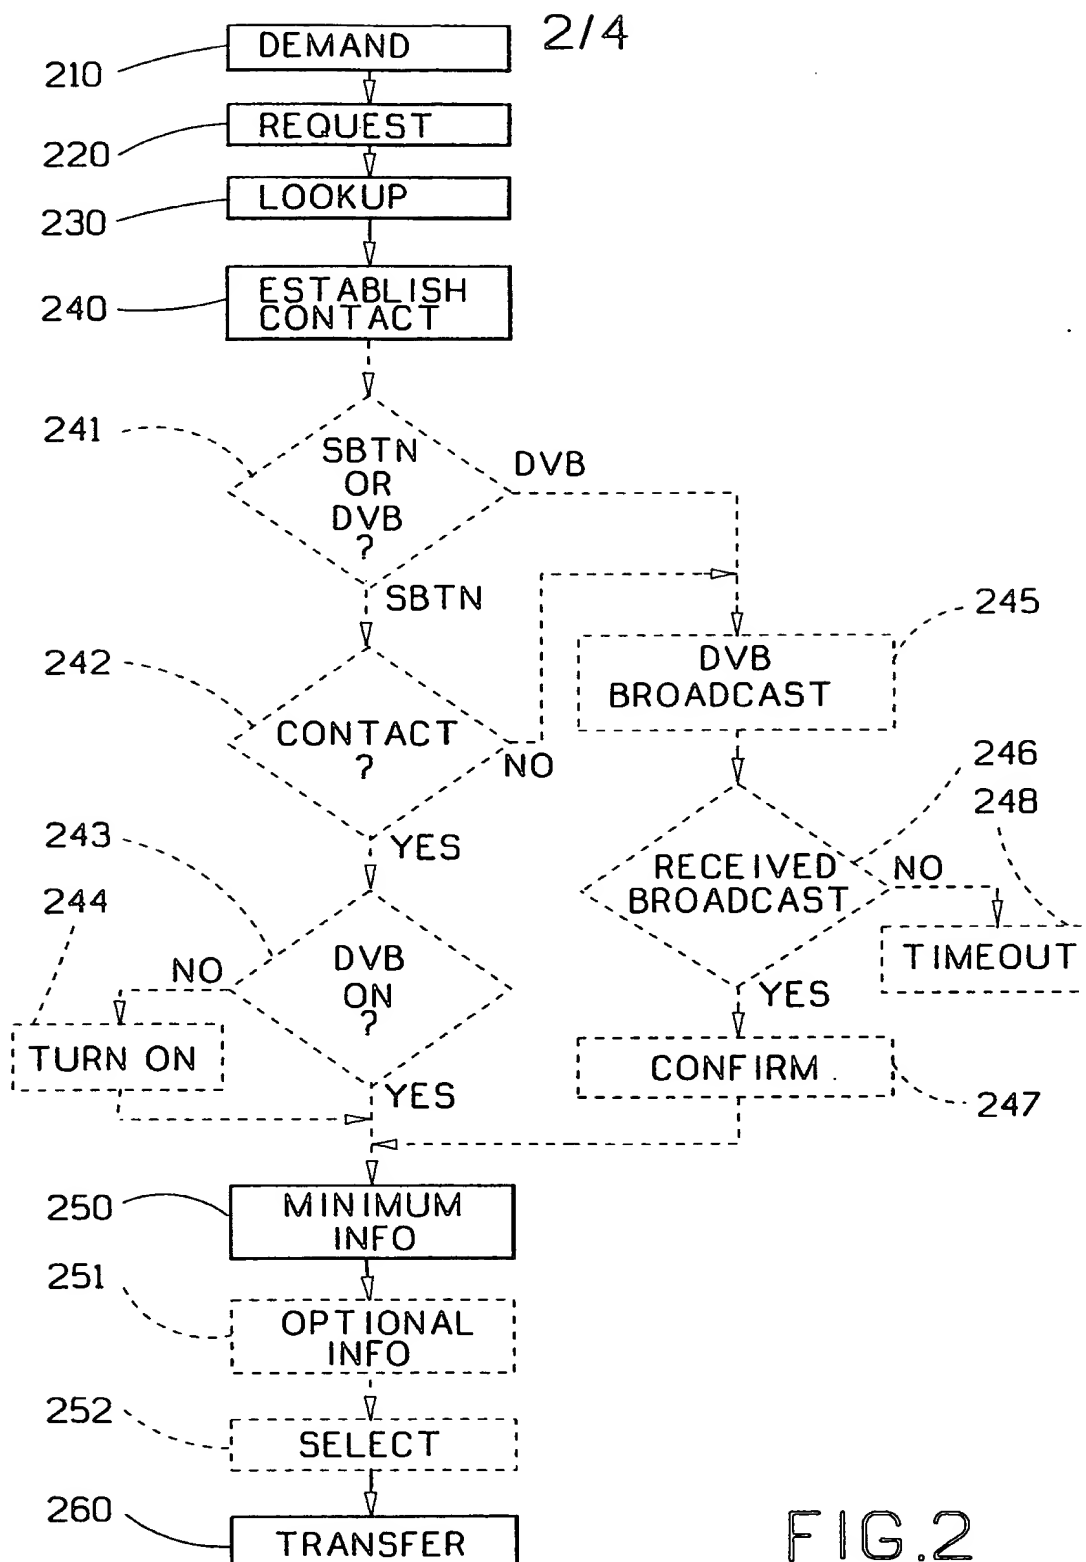 2/4
DEMAND
210
REQUEST
220
LOOKUP
230
ESTABLISH
CONTACT
240
241
SBTN
OR
DVB
?
DVB
SBTN
242
CONTACT
?
NO
YES
245
DVB
BROADCAST
246
248
RECEIVED
BROADCAST
NO
TIMEOUT
YES
243
244
DVB
ON
?
NO
TURN ON
YES
CONFIRM
247
250
MINIMUM
INFO
251
OPTIONAL
INFO
252
SELECT
260
TRANSFER
FIG.2